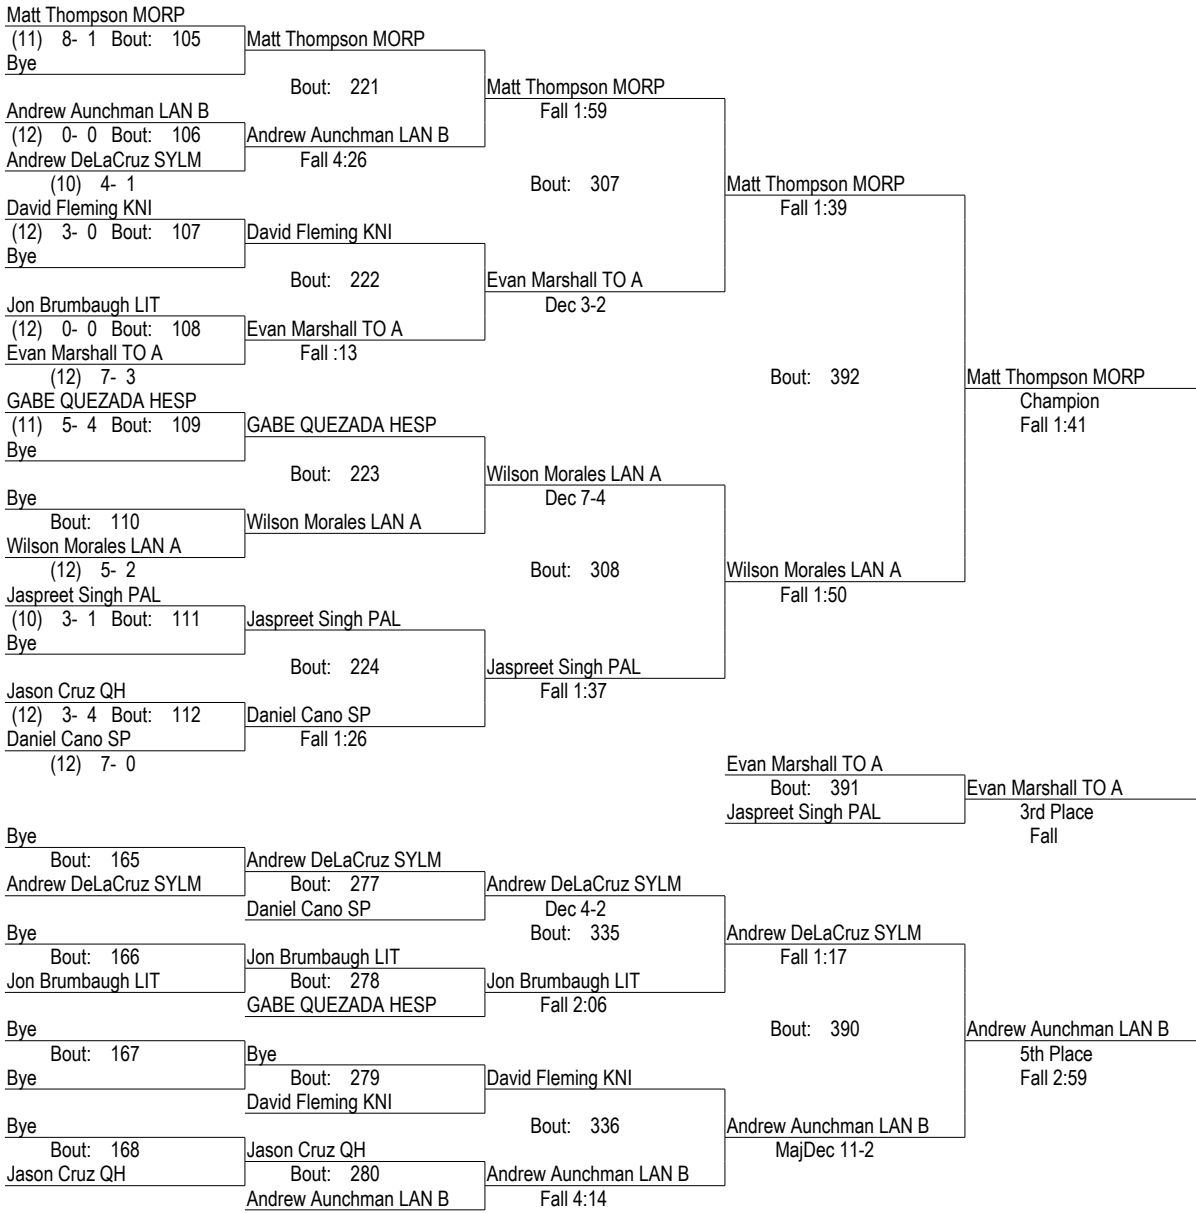 Matt Thompson MORP
(11) 8- 1 Bout: 105 Matt Thompson MORP
Bye
Bout: 221 Matt Thompson MORP
Andrew Aunchman LAN B Fall 1:59
(12) 0- 0 Bout: 106 Andrew Aunchman LAN B
Andrew DeLaCruz SYLM Fall 4:26
(10) 4- 1 Bout: 307 Matt Thompson MORP
David Fleming KNI Fall 1:39
(12) 3- 0 Bout: 107 David Fleming KNI
Bye
Bout: 222 Evan Marshall TO A
Jon Brumbaugh LIT Dec 3-2
(12) 0- 0 Bout: 108 Evan Marshall TO A
Evan Marshall TO A Fall :13
(12) 7- 3 Bout: 392 Matt Thompson MORP
GABE QUEZADA HESP Champion
(11) 5- 4 Bout: 109 GABE QUEZADA HESP Fall 1:41
Bye
Bout: 223 Wilson Morales LAN A
Bye Dec 7-4
Bout: 110 Wilson Morales LAN A
Wilson Morales LAN A
(12) 5- 2 Bout: 308 Wilson Morales LAN A
Jaspreet Singh PAL Fall 1:50
(10) 3- 1 Bout: 111 Jaspreet Singh PAL
Bye
Bout: 224 Jaspreet Singh PAL
Jason Cruz QH Fall 1:37
(12) 3- 4 Bout: 112 Daniel Cano SP
Daniel Cano SP Fall 1:26
(12) 7- 0 Evan Marshall TO A
Bout: 391 Evan Marshall TO A
Jaspreet Singh PAL 3rd Place
Bye Fall
Bout: 165 Andrew DeLaCruz SYLM
Andrew DeLaCruz SYLM Bout: 277 Andrew DeLaCruz SYLM
Daniel Cano SP Dec 4-2
Bye Bout: 335 Andrew DeLaCruz SYLM
Bout: 166 Jon Brumbaugh LIT Fall 1:17
Jon Brumbaugh LIT Bout: 278 Jon Brumbaugh LIT
GABE QUEZADA HESP Fall 2:06
Bye Bout: 390 Andrew Aunchman LAN B
Bout: 167 Bye 5th Place
Bye Bout: 279 David Fleming KNI Fall 2:59
David Fleming KNI
Bye Bout: 336 Andrew Aunchman LAN B
Bout: 168 Jason Cruz QH MajDec 11-2
Jason Cruz QH Bout: 280 Andrew Aunchman LAN B
Andrew Aunchman LAN B Fall 4:14